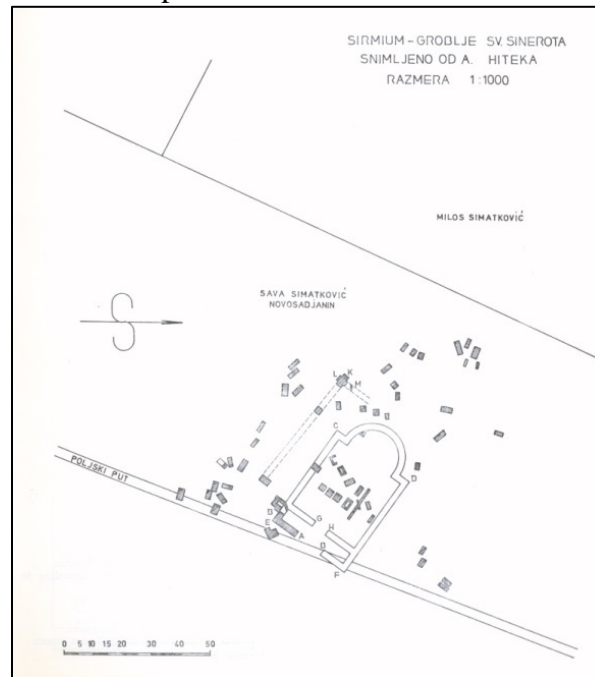 SIRMIUM – GROBLJE SV. SINEROTA
SNIMLJENO OD A. HITEKA
RAZMERA 1:1000
MILOS SIMATKOVIĆ
SAVA SIMATKOVIĆ
NOVOSADJANIN
S
L K
M
C
D
POLJSKI PUT
B
G
E
A
H
B
F
0 5 10 15 20 30 40 50